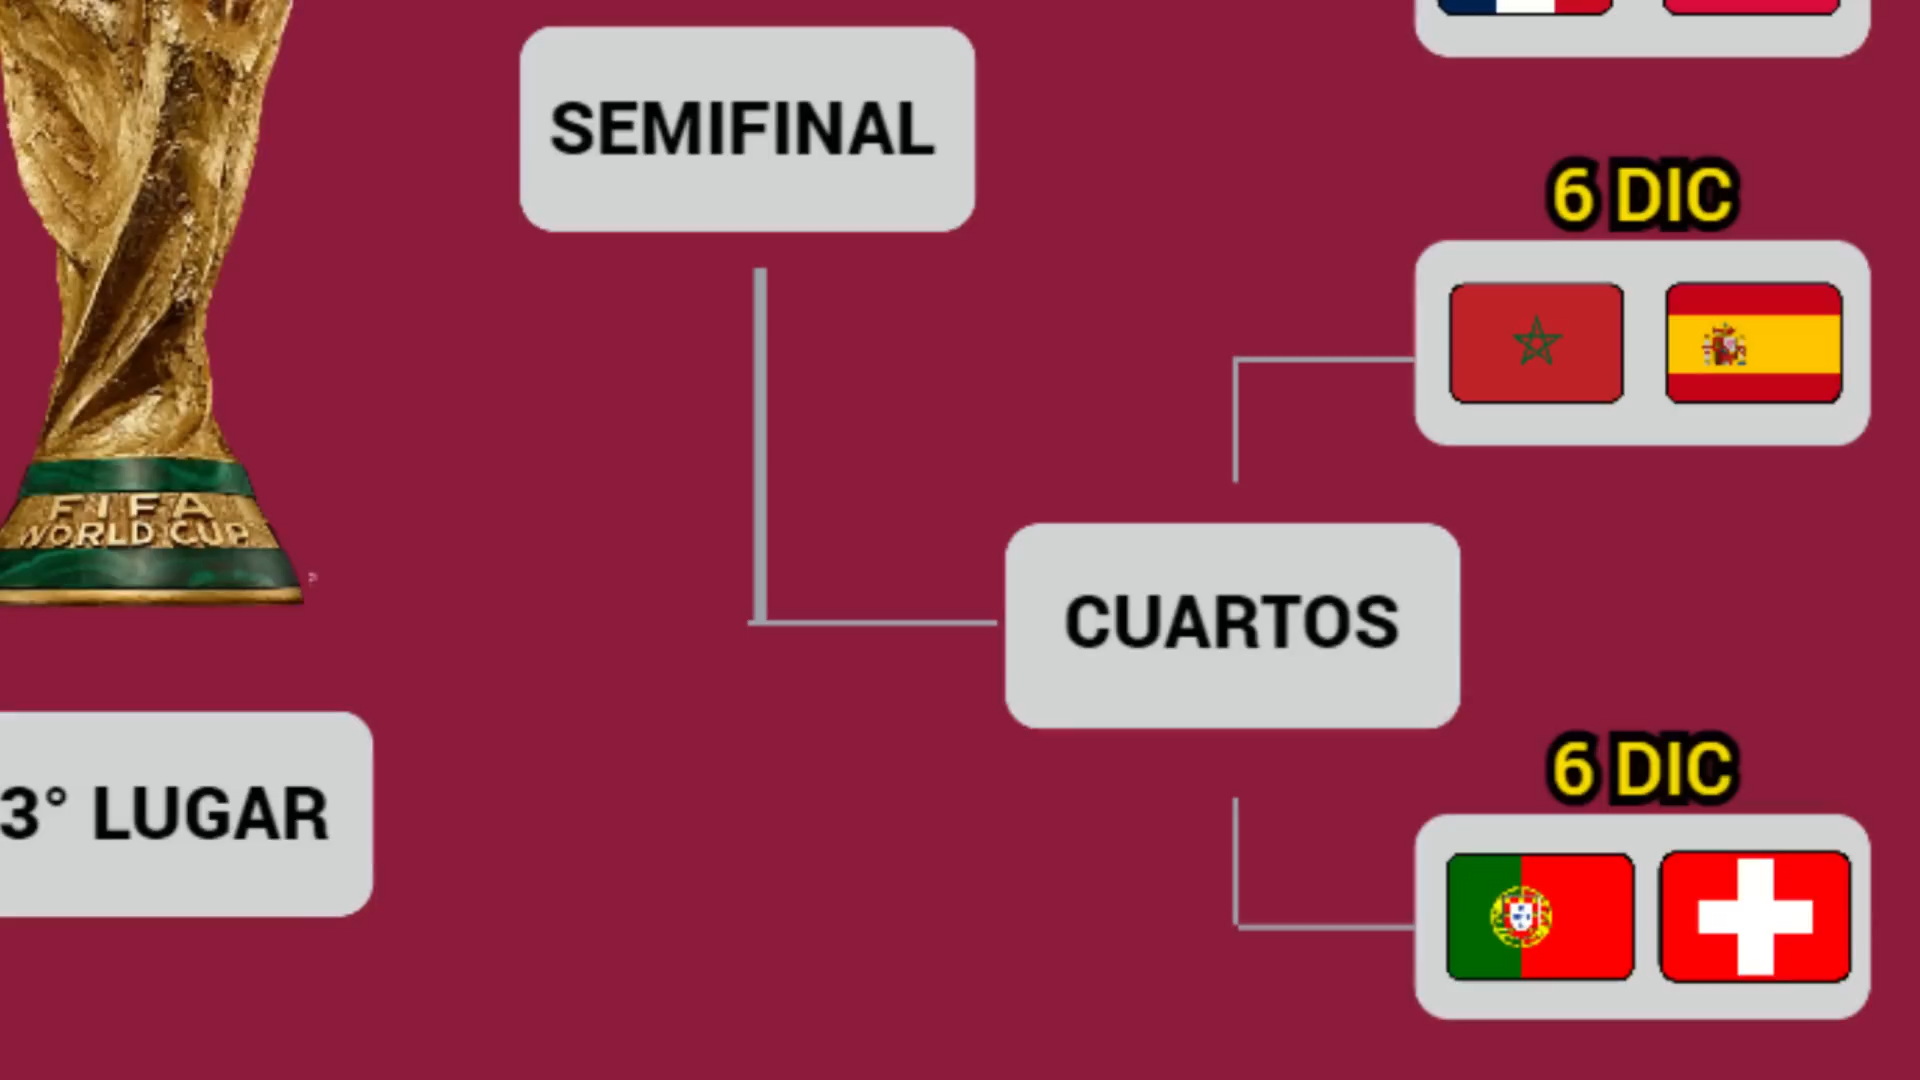 SEMIFINAL
6 DIC
FIFA
WORLD CUP
CUARTOS
6 DIC
3° LUGAR